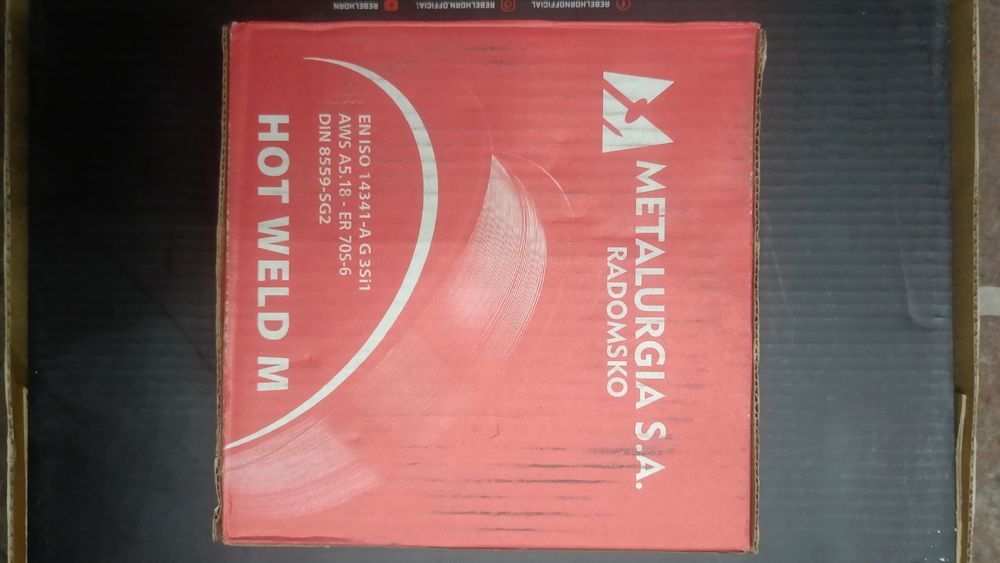 METALURGIA S.A.
RADOMSKO
EN ISO 14341-A G 3Si1
AWS A5.18 - ER 70S-6
DIN 8559-SG2
HOT WELD M
REBELHORNOFFICIAL
REBELHORN.OFFICIAL
REBELHORN